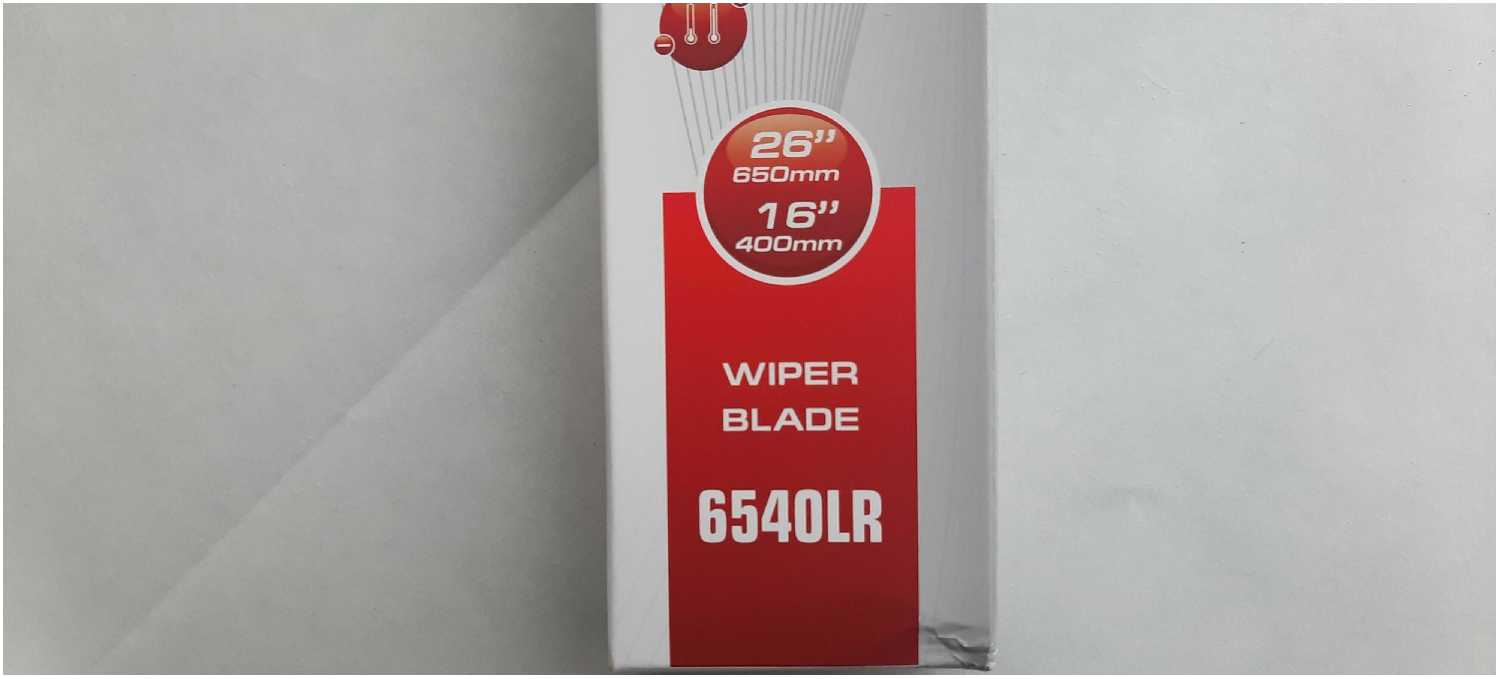 26”
650mm
16”
400mm
WIPER
BLADE
6540LR